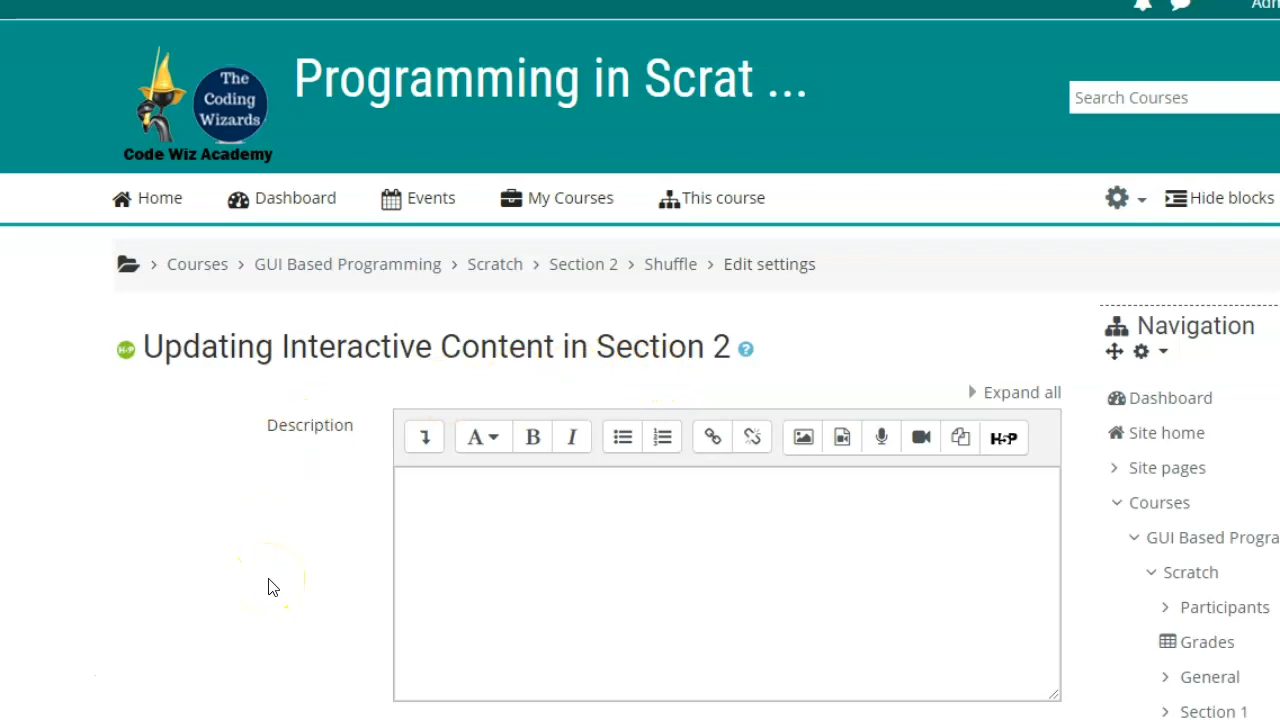 Adm
The
Coding
Wizards
Code Wiz Academy
Programming in Scrat ...
Search Courses
Home
Dashboard
Events
My Courses
This course
Hide blocks
Courses
GUI Based Programming
Scratch
Section 2
Shuffle
Edit settings
H-P
Updating Interactive Content in Section 2
?
Expand all
Description
A
B
I
H5P
Navigation
Dashboard
Site home
Site pages
Courses
GUI Based Progra
Scratch
Participants
Grades
General
Section 1